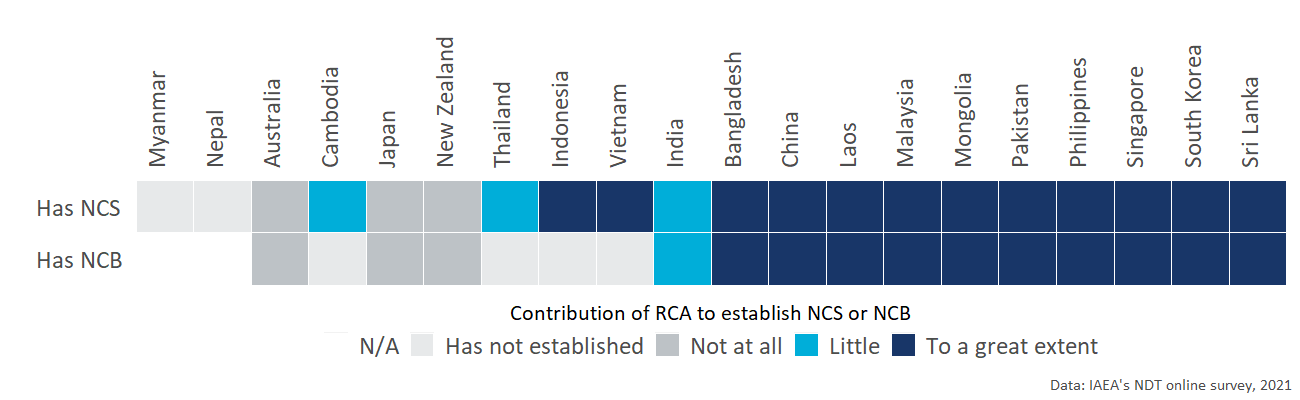 Myanmar
Nepal
Australia
Cambodia
Japan
New Zealand
Thailand
Indonesia
Vietnam
India
Bangladesh
China
Laos
Malaysia
Mongolia
Pakistan
Philippines
Singapore
South Korea
Sri Lanka
Has NCS
Has NCB
Contribution of RCA to establish NCS or NCB
N/A Has not established Not at all Little To a great extent
Data: IAEA's NDT online survey, 2021